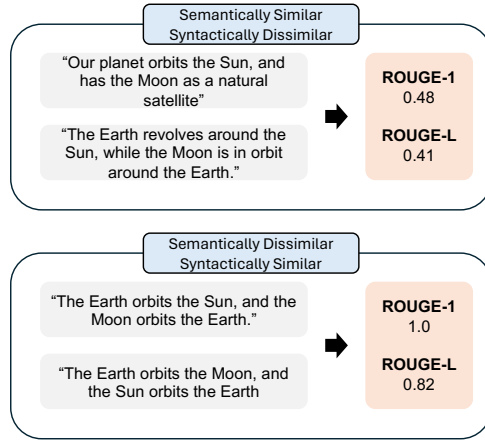 Semantically Similar
Syntactically Dissimilar
“Our planet orbits the Sun, and
has the Moon as a natural
satellite”
“The Earth revolves around the
Sun, while the Moon is in orbit
around the Earth.”
ROUGE-1
0.48
ROUGE-L
0.41
Semantically Dissimilar
Syntactically Similar
“The Earth orbits the Sun, and the
Moon orbits the Earth.”
“The Earth orbits the Moon, and
the Sun orbits the Earth
ROUGE-1
1.0
ROUGE-L
0.82